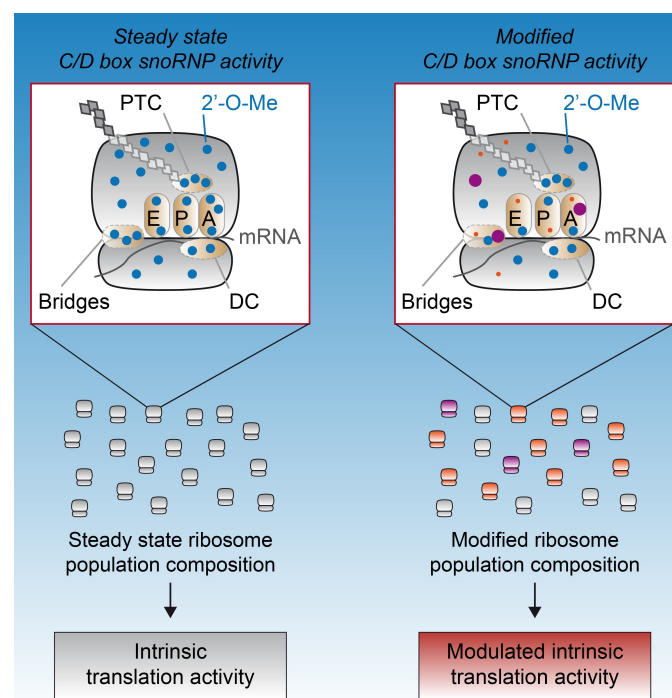 Steady state
C/D box snoRNP activity
PTC
2'-O-Me
E
P
A
mRNA
Bridges
DC
Steady state ribosome
population composition
Intrinsic
translation activity
Modified
C/D box snoRNP activity
PTC
2'-O-Me
E
P
A
mRNA
Bridges
DC
Modified ribosome
population composition
Modulated intrinsic
translation activity